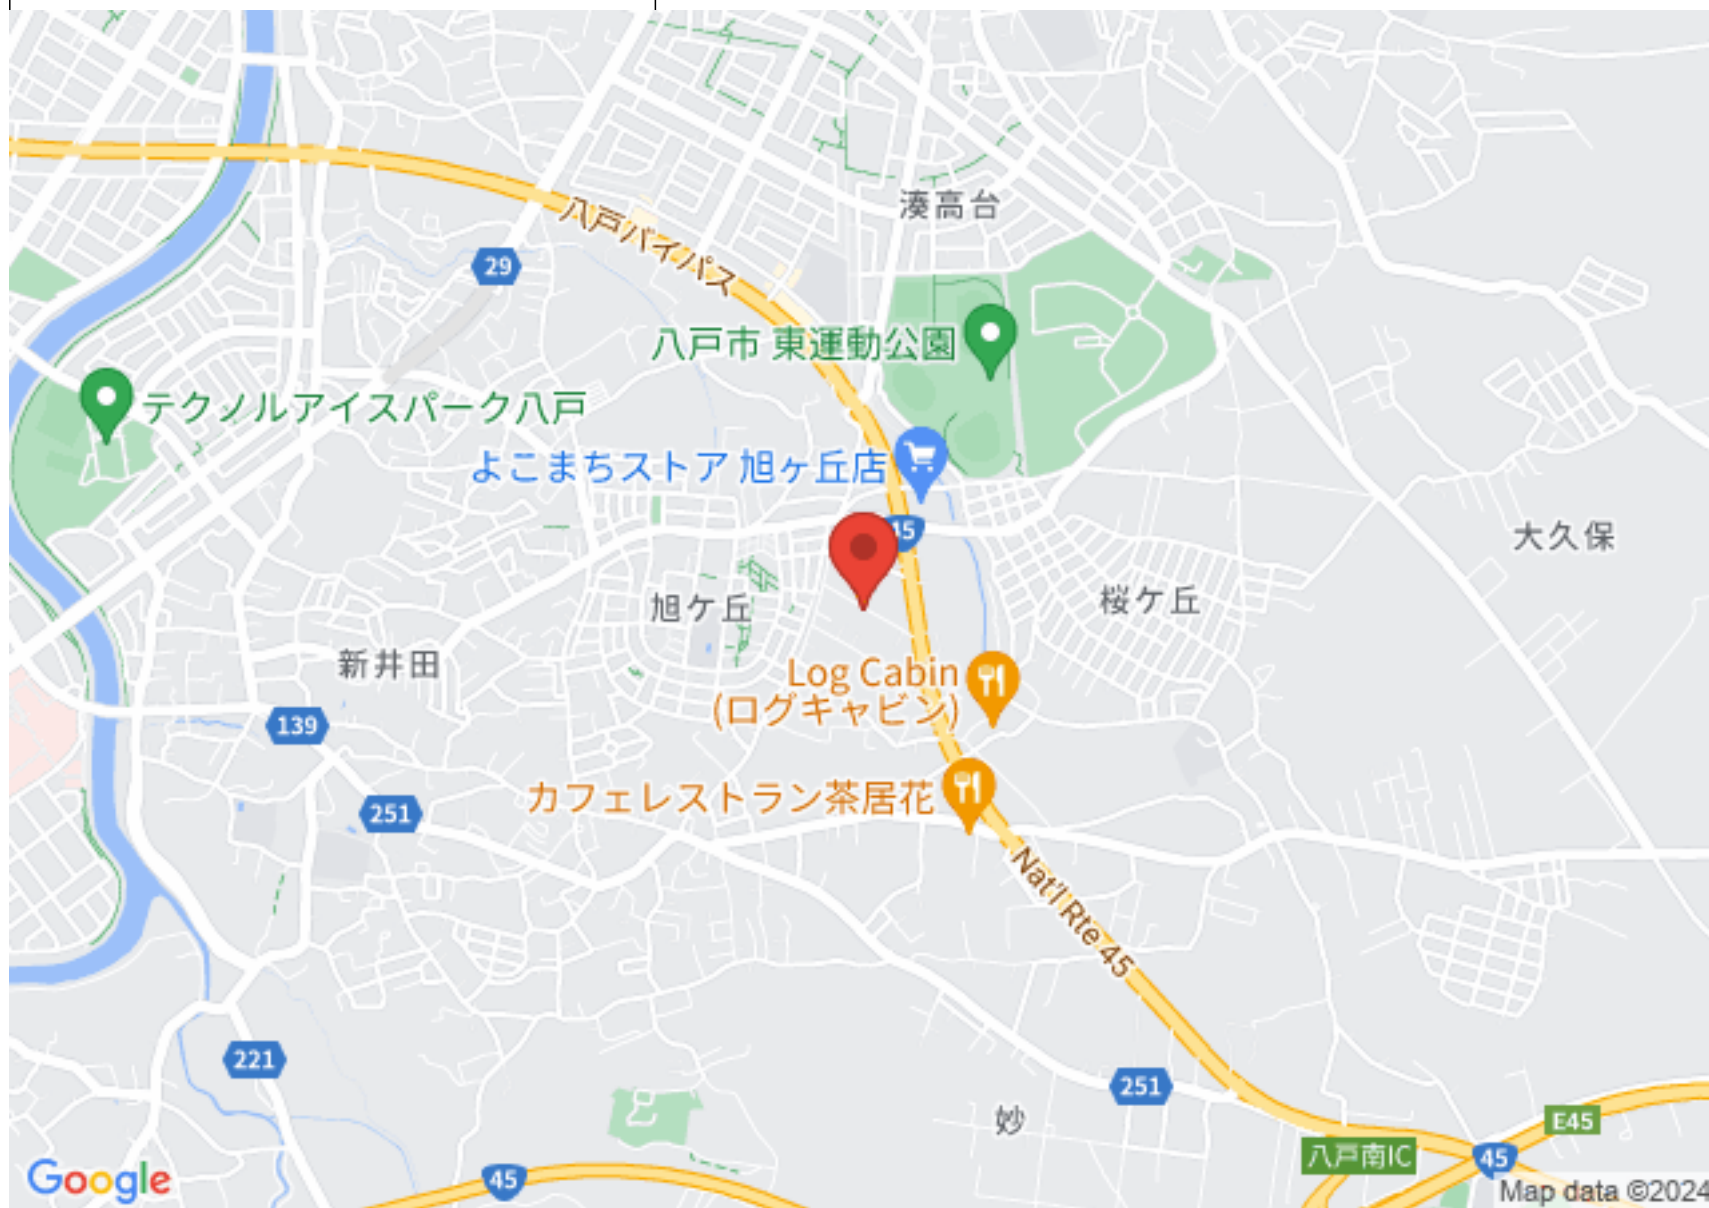 湊高台
八戸バイパス
29
八戸市 東運動公園
テクノルアイスパーク八戸
よこまちストア 旭ヶ丘店
45
大久保
旭ケ丘
桜ケ丘
新井田
Log Cabin
(ログキャビン)
139
カフェレストラン茶居花
251
Nat'l Rte 45
221
251
妙
E45
八戸南IC
45
45
Google
Map data ©2024